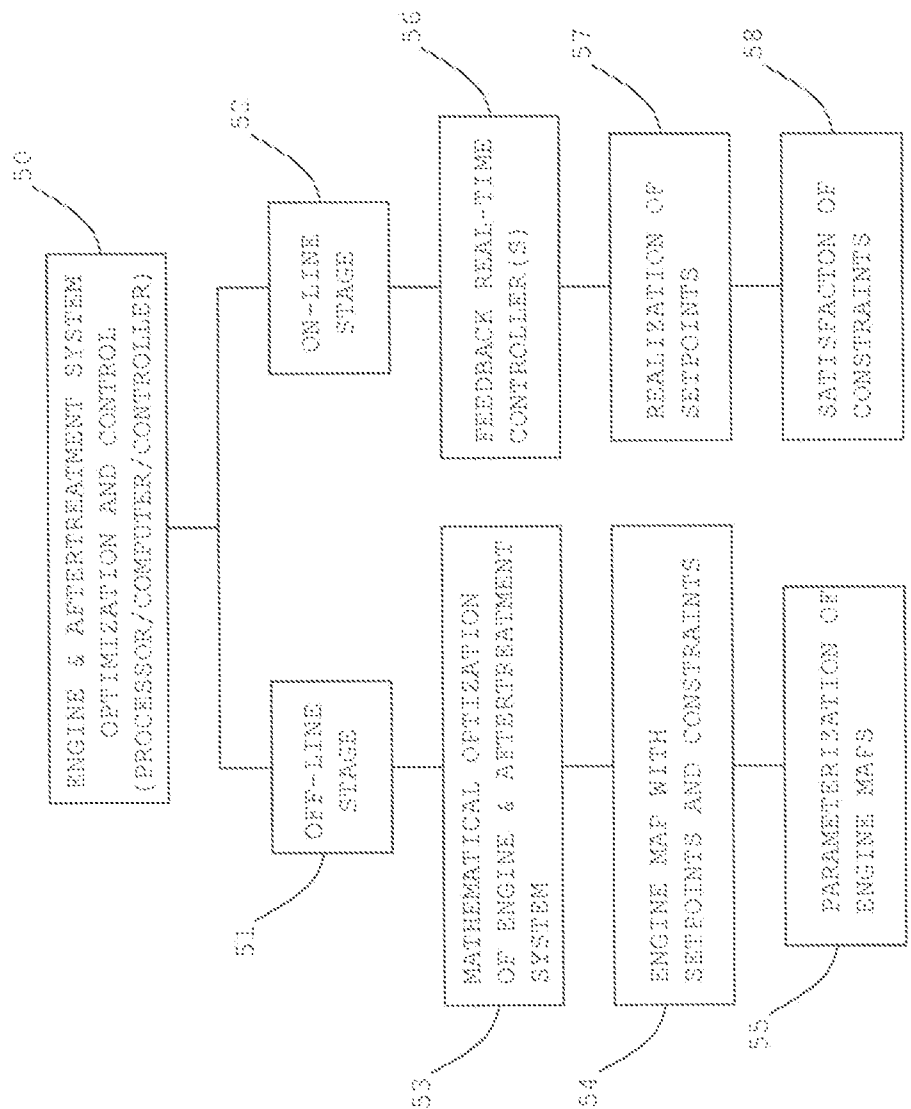 50
ENGINE & AFTERTREATMENT SYSTEM
OPTIMIZATION AND CONTROL
(PROCESSOR/COMPUTER/CONTROLLER)
51
OFF-LINE
STAGE
52
ON-LINE
STAGE
53
MATHEMATICAL OPTIZATION
OF ENGINE & AFTERTREATMENT
SYSTEM
56
FEEDBACK REAL-TIME
CONTROLLER(S)
54
ENGINE MAP WITH
SETPOINTS AND CONSTRAINTS
57
REALIZATION OF
SETPOINTS
55
PARAMETERIZATION OF
ENGINE MAPS
58
SATISFACTON OF
CONSTRAINTS